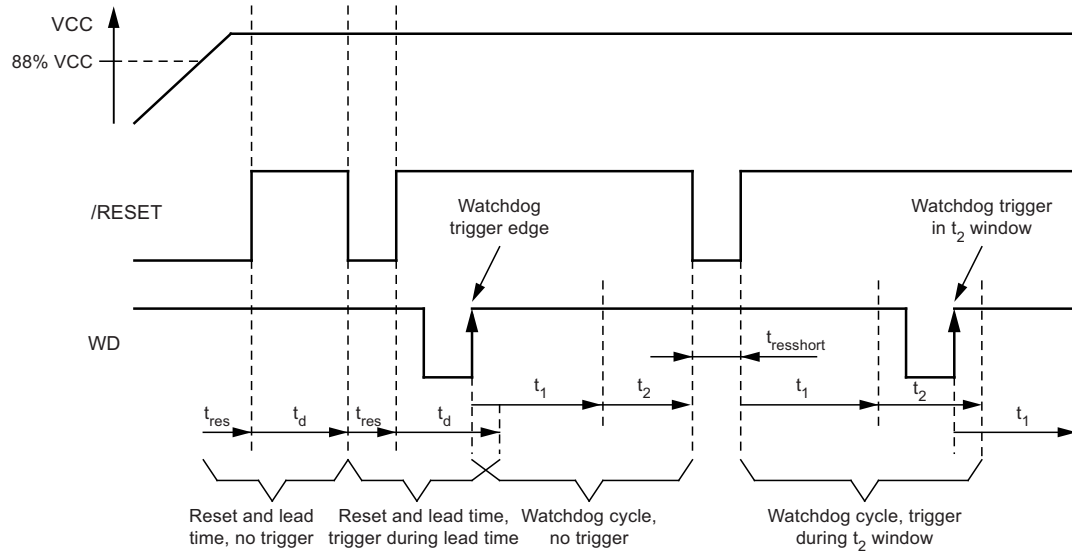 VCC
88% VCC
/RESET
Watchdog
trigger edge
Watchdog trigger
in t2 window
WD
tresshort
t1
t2
t1
t2
tres
td
tres
td
t1
Reset and lead
time, no trigger
Reset and lead time,
trigger during lead time
Watchdog cycle,
no trigger
Watchdog cycle, trigger
during t2 window